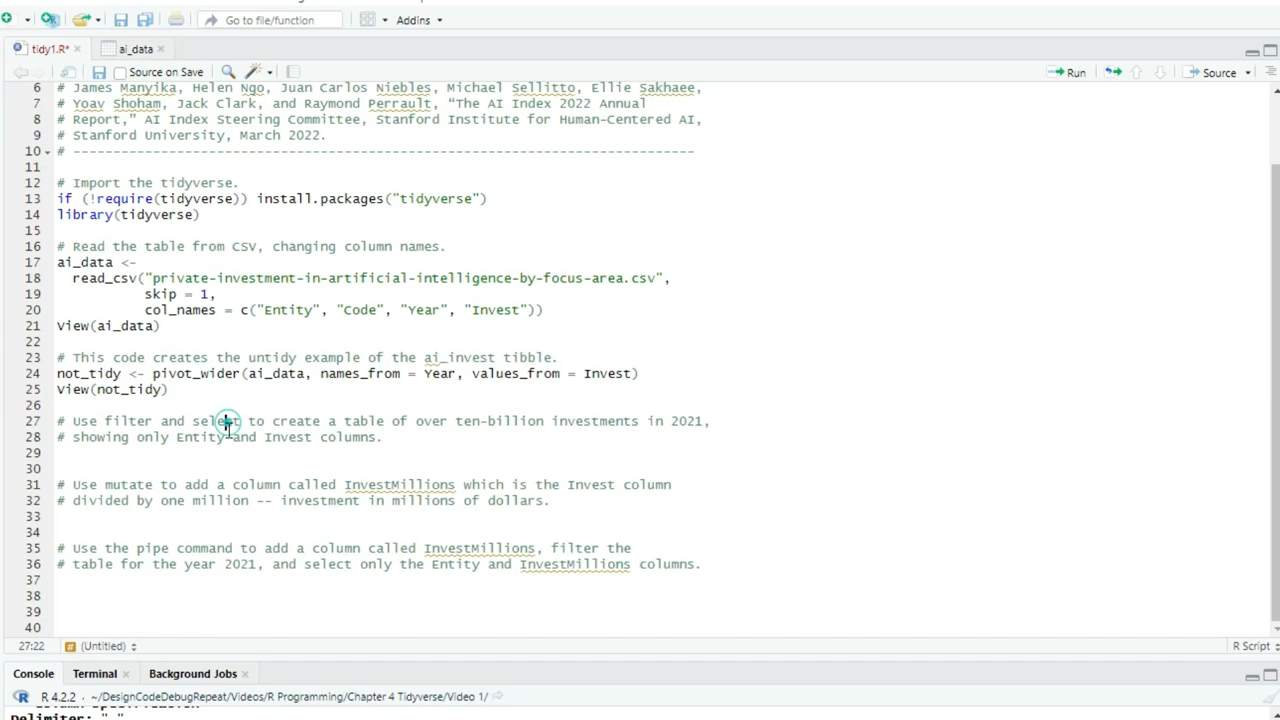 Go to file/function
Addins
tidy1.R*
ai_data
Source on Save
Run
Source
6 # James Manyika, Helen Ngo, Juan Carlos Niebles, Michael Sellitto, Ellie Sakhaee,
7 # Yoav Shoham, Jack Clark, and Raymond Perrault, “The AI Index 2022 Annual
8 # Report,” AI Index Steering Committee, Stanford Institute for Human-Centered AI,
9 # Stanford University, March 2022.
10 # ------------------------------------------------------------------------------
11
12 # Import the tidyverse.
13 if (!require(tidyverse)) install.packages("tidyverse")
14 library(tidyverse)
15
16 # Read the table from CSV, changing column names.
17 ai_data <-
18 read_csv("private-investment-in-artificial-intelligence-by-focus-area.csv",
19 skip = 1,
20 col_names = c("Entity", "Code", "Year", "Invest"))
21 View(ai_data)
22
23 # This code creates the untidy example of the ai_invest tibble.
24 not_tidy <- pivot_wider(ai_data, names_from = Year, values_from = Invest)
25 View(not_tidy)
26
27 # Use filter and select to create a table of over ten-billion investments in 2021,
28 # showing only Entity and Invest columns.
29
30
31 # Use mutate to add a column called InvestMillions which is the Invest column
32 # divided by one million -- investment in millions of dollars.
33
34
35 # Use the pipe command to add a column called InvestMillions, filter the
36 # table for the year 2021, and select only the Entity and InvestMillions columns.
37
38
39
40
27:22 (Untitled) R Script
Console Terminal Background Jobs
R 4.2.2 · ~/DesignCodeDebugRepeat/Videos/R Programming/Chapter 4 Tidyverse/Video 1/
Delimiter: ","